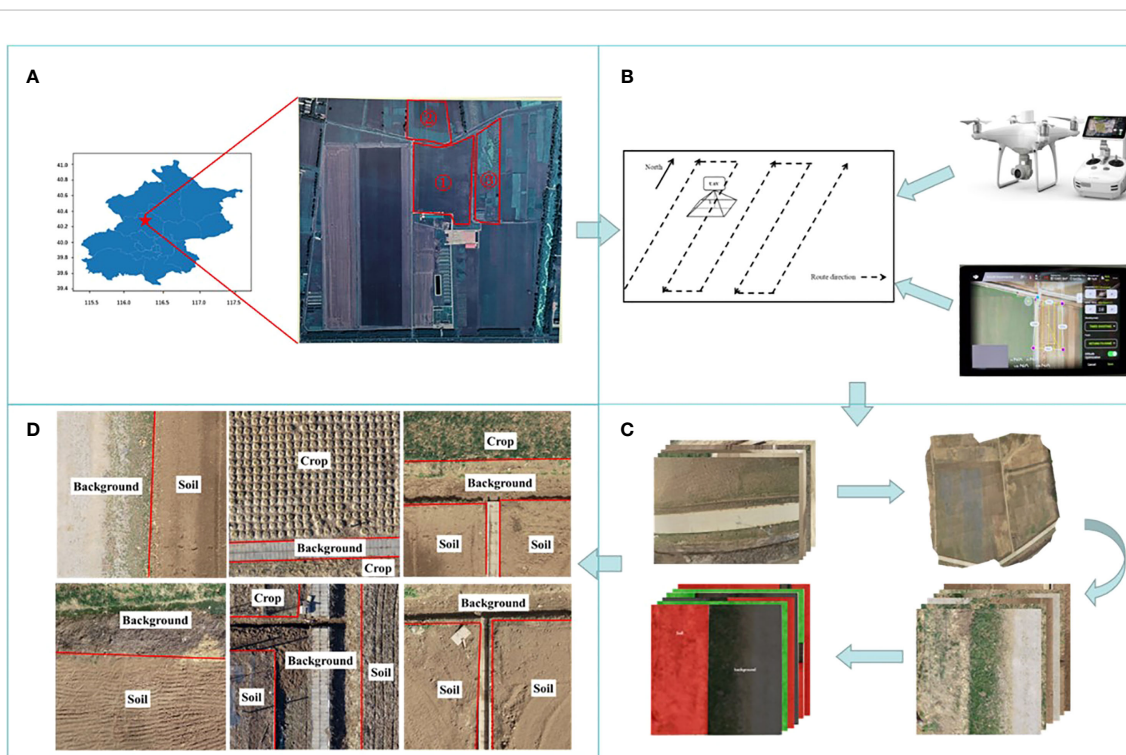 A
B
41.0
40.8
40.6
40.4
40.2
40.0
39.8
39.6
39.4
115.5 116.0 116.5 117.0 117.5
②
① ③
North
Route direction
D
C
Background Soil
Crop
Background
Crop
Crop
Background
Soil Soil
Background
Soil
Crop
Background
Soil
Soil
Background
Soil Soil
background